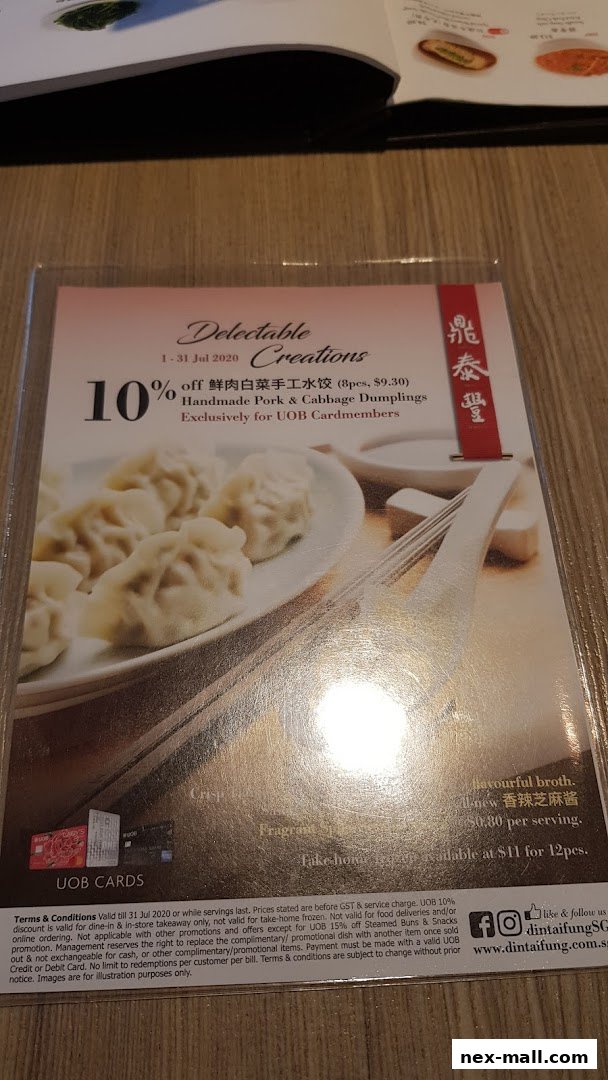 Delectable
1 - 31 Jul 2020 Creations
10% off 鲜肉白菜手工水饺 (8pcs, $9.30)
Handmade Pork & Cabbage Dumplings
Exclusively for UOB Cardmembers
鼎泰豐
Crisp
flavourful broth.
香辣芝麻酱
Fragrant
$0.80 per serving.
Take-home available at $11 for 12pcs.
UOB CARDS
Terms & Conditions Valid till 31 Jul 2020 or while servings last. Prices stated are before GST & service charge. UOB 10%
discount is valid for dine-in & in-store takeaway only, not valid for take-home frozen. Not valid for food deliveries and/or
online ordering. Not applicable with other promotions and offers except for UOB 15% off Steamed Buns & Snacks
promotion. Management reserves the right to replace the complimentary/ promotional dish with another item once sold
out & not exchangeable for cash, or other complimentary/promotional items. Payment must be made with a valid UOB
Credit or Debit Card. No limit to redemptions per customer per bill. Terms & conditions are subject to change without prior
notice. Images are for illustration purposes only.
like & follow us
dintaifungSG
www.dintaifung.com.s
nex-mall.com